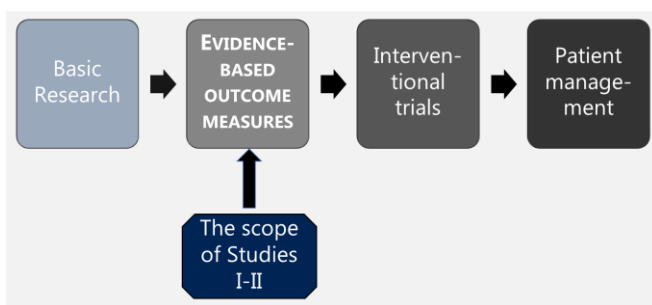 Basic
Research
EVIDENCE-
BASED
OUTCOME
MEASURES
Interven-
tional
trials
Patient
manage-
ment
The scope
of Studies
I-II